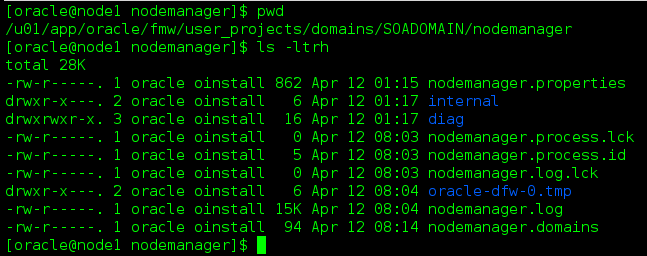 [oracle@node1 nodemanager]$ pwd
/u01/app/oracle/fmw/user_projects/domains/SOADOMAIN/nodemanager
[oracle@node1 nodemanager]$ ls -ltrh
total 28K
-rw-r-----. 1 oracle oinstall 862 Apr 12 01:15 nodemanager.properties
drwxr-x---. 2 oracle oinstall   6 Apr 12 01:17 internal
drwxrwxr-x. 3 oracle oinstall  16 Apr 12 01:17 diag
-rw-r-----. 1 oracle oinstall   0 Apr 12 08:03 nodemanager.process.lck
-rw-r-----. 1 oracle oinstall   5 Apr 12 08:03 nodemanager.process.id
-rw-r-----. 1 oracle oinstall   0 Apr 12 08:03 nodemanager.log.lck
drwxr-x---. 2 oracle oinstall   6 Apr 12 08:04 oracle-dfw-0.tmp
-rw-r-----. 1 oracle oinstall 15K Apr 12 08:04 nodemanager.log
-rw-r-----. 1 oracle oinstall  94 Apr 12 08:14 nodemanager.domains
[oracle@node1 nodemanager]$